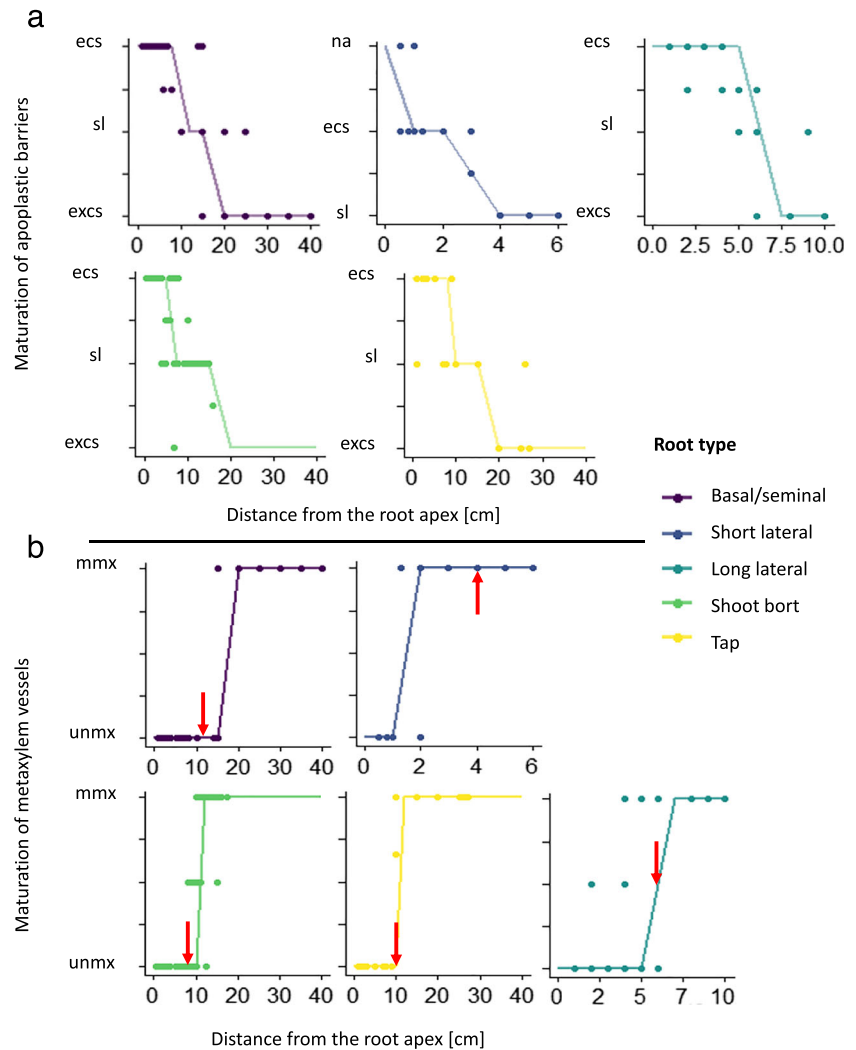 a
Maturation of apoplastic barriers
ecs
sl
excs
0 10 20 30 40
na
ecs
sl
0 2 4 6
ecs
sl
excs
0.0 2.5 5.0 7.5 10.0
ecs
sl
excs
0 10 20 30 40
ecs
sl
excs
0 10 20 30 40
Distance from the root apex [cm]
Root type
Basal/seminal
Short lateral
Long lateral
Shoot bort
Tap
b
Maturation of metaxylem vessels
mmx
unmx
0 10 20 30 40
0 2 4 6
mmx
unmx
0 10 20 30 40
0 10 20 30 40
0 2 5 7. 10
Distance from the root apex [cm]